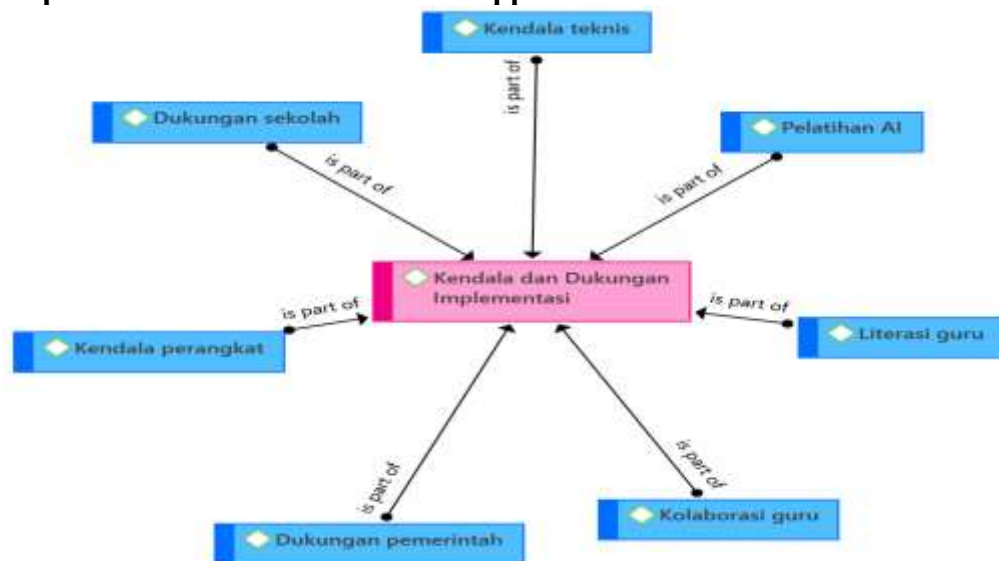 Kendala teknis
is part of
Dukungan sekolah
Pelatihan AI
is part of
is part of
Kendala dan Dukungan
Implementasi
is part of
is part of
Kendala perangkat
Literasi guru
is part of
is part of
Kolaborasi guru
Dukungan pemerintah